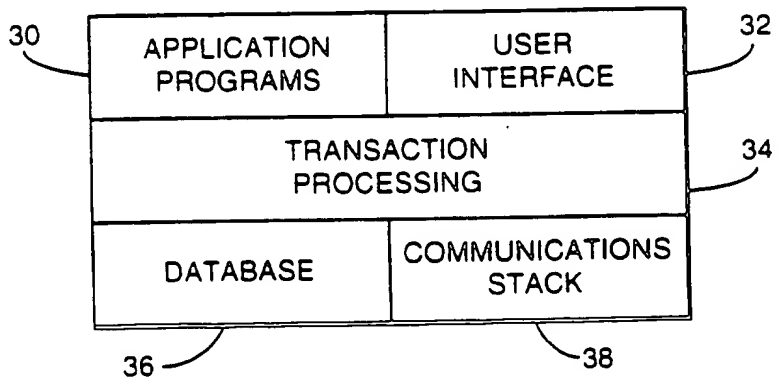 30
APPLICATION
PROGRAMS
USER
INTERFACE
32
TRANSACTION
PROCESSING
34
DATABASE
COMMUNICATIONS
STACK
36
38